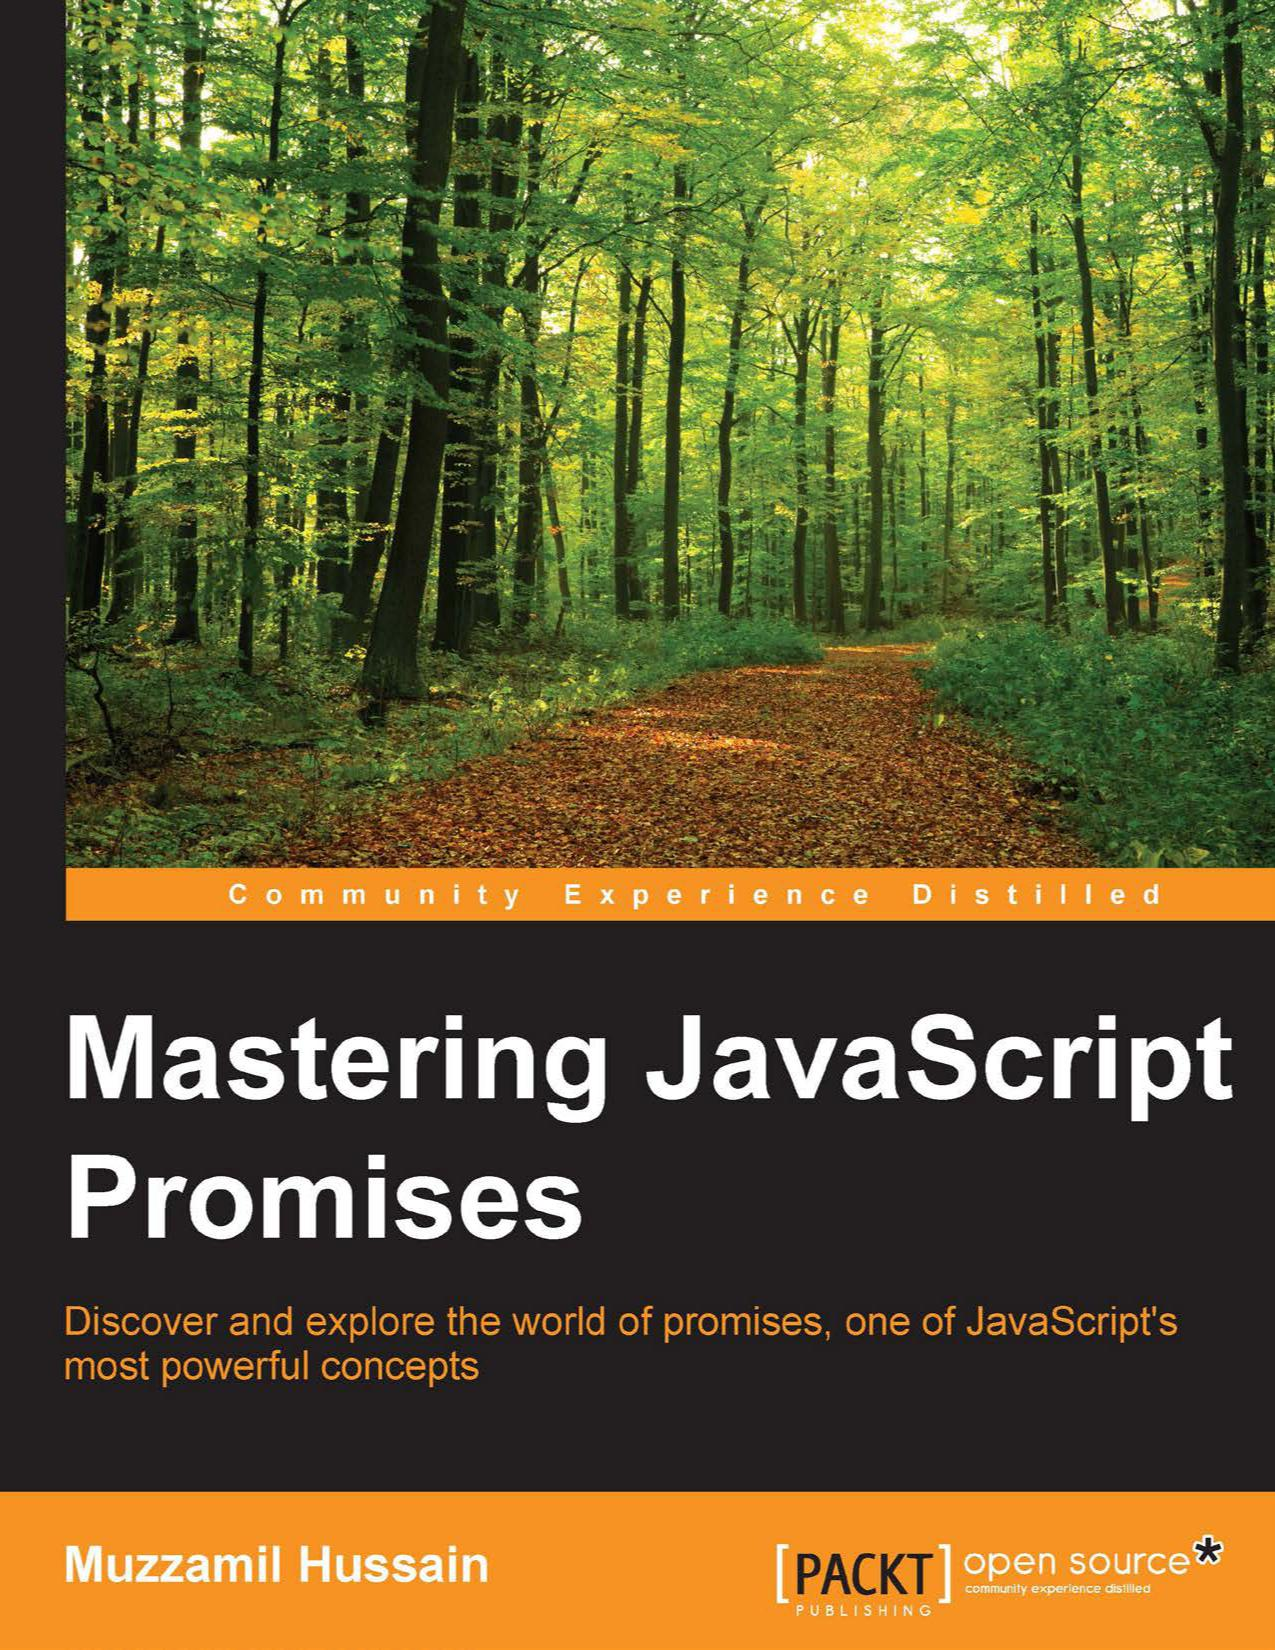 Community Experience Distilled
Mastering JavaScript
Promises
Discover and explore the world of promises, one of JavaScript's
most powerful concepts
Muzzamil Hussain
[PACKT] open source*
PUBLISHING community experience distilled